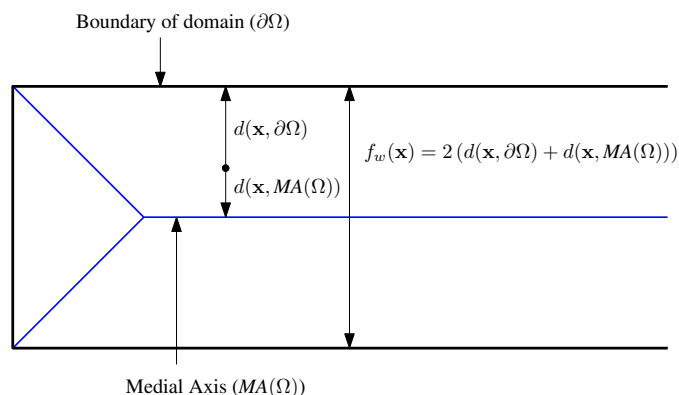 Boundary of domain (∂Ω)
d(x, ∂Ω)
f_w(x) = 2 (d(x, ∂Ω) + d(x, MA(Ω)))
d(x, MA(Ω))
Medial Axis (MA(Ω))